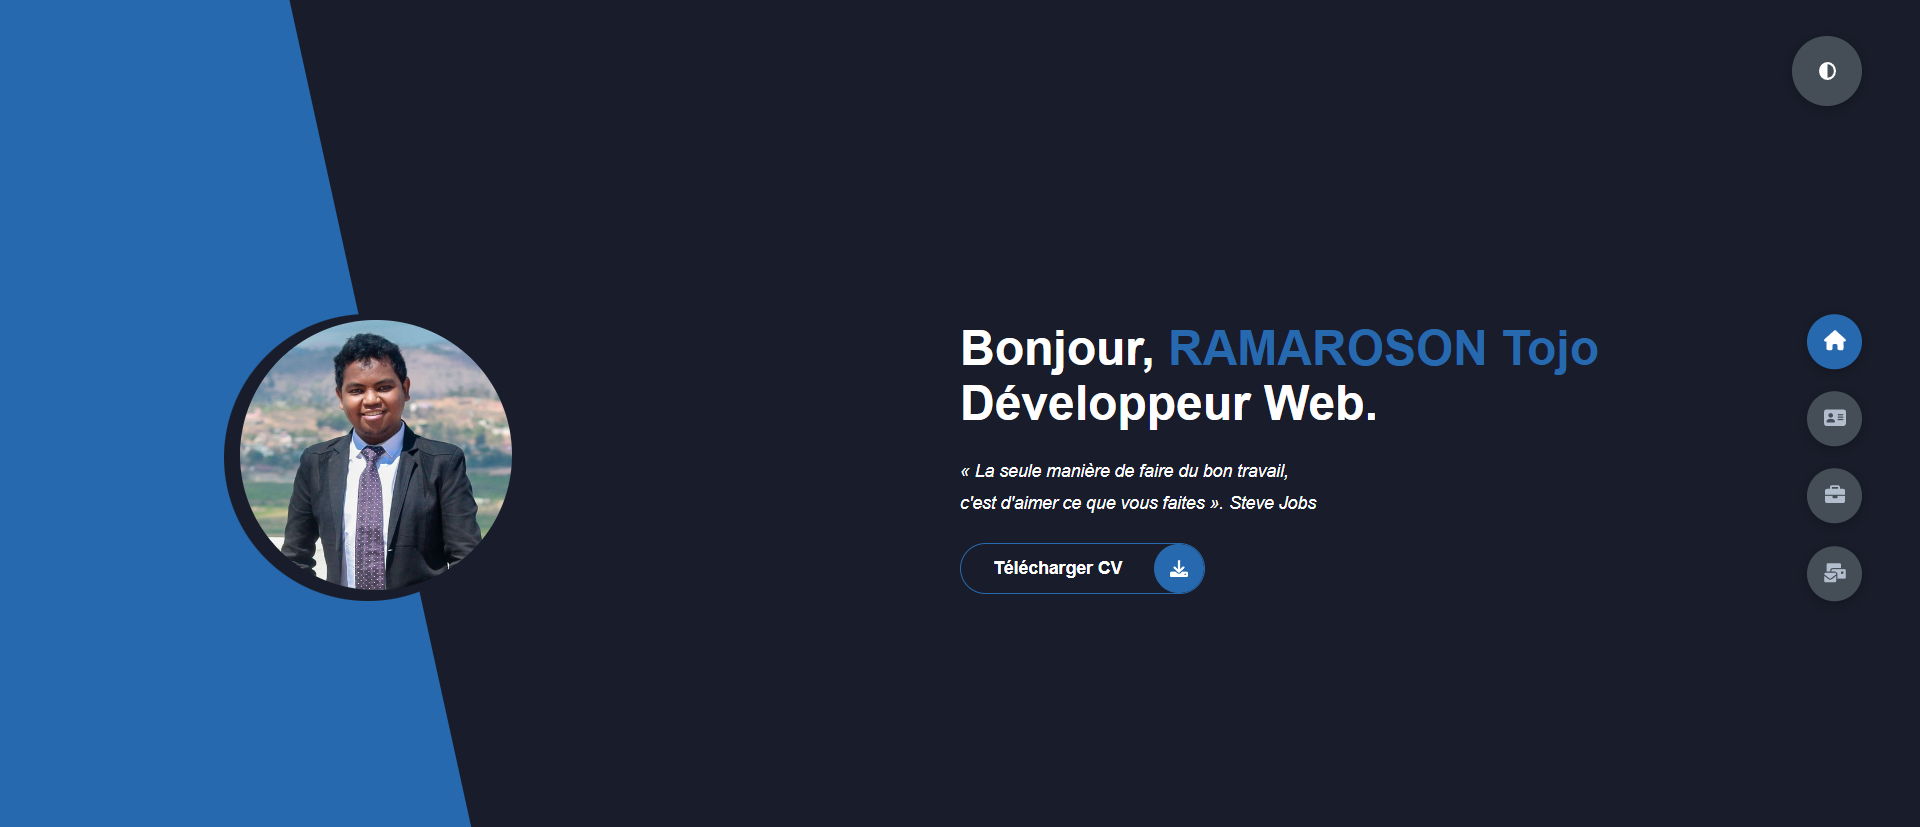 Bonjour, RAMAROSON Tojo
Développeur Web.
« La seule manière de faire du bon travail,
c'est d'aimer ce que vous faites ». Steve Jobs
Télécharger CV